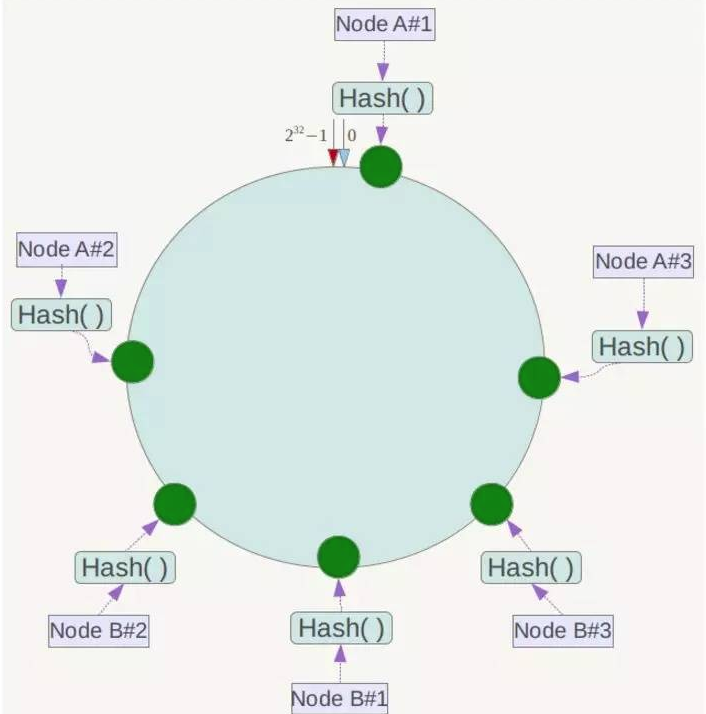 Node A#1
Hash( )
2³²−1 0
Node A#2
Node A#3
Hash( )
Hash( )
Hash( )
Hash( )
Node B#2
Hash( )
Node B#3
Node B#1